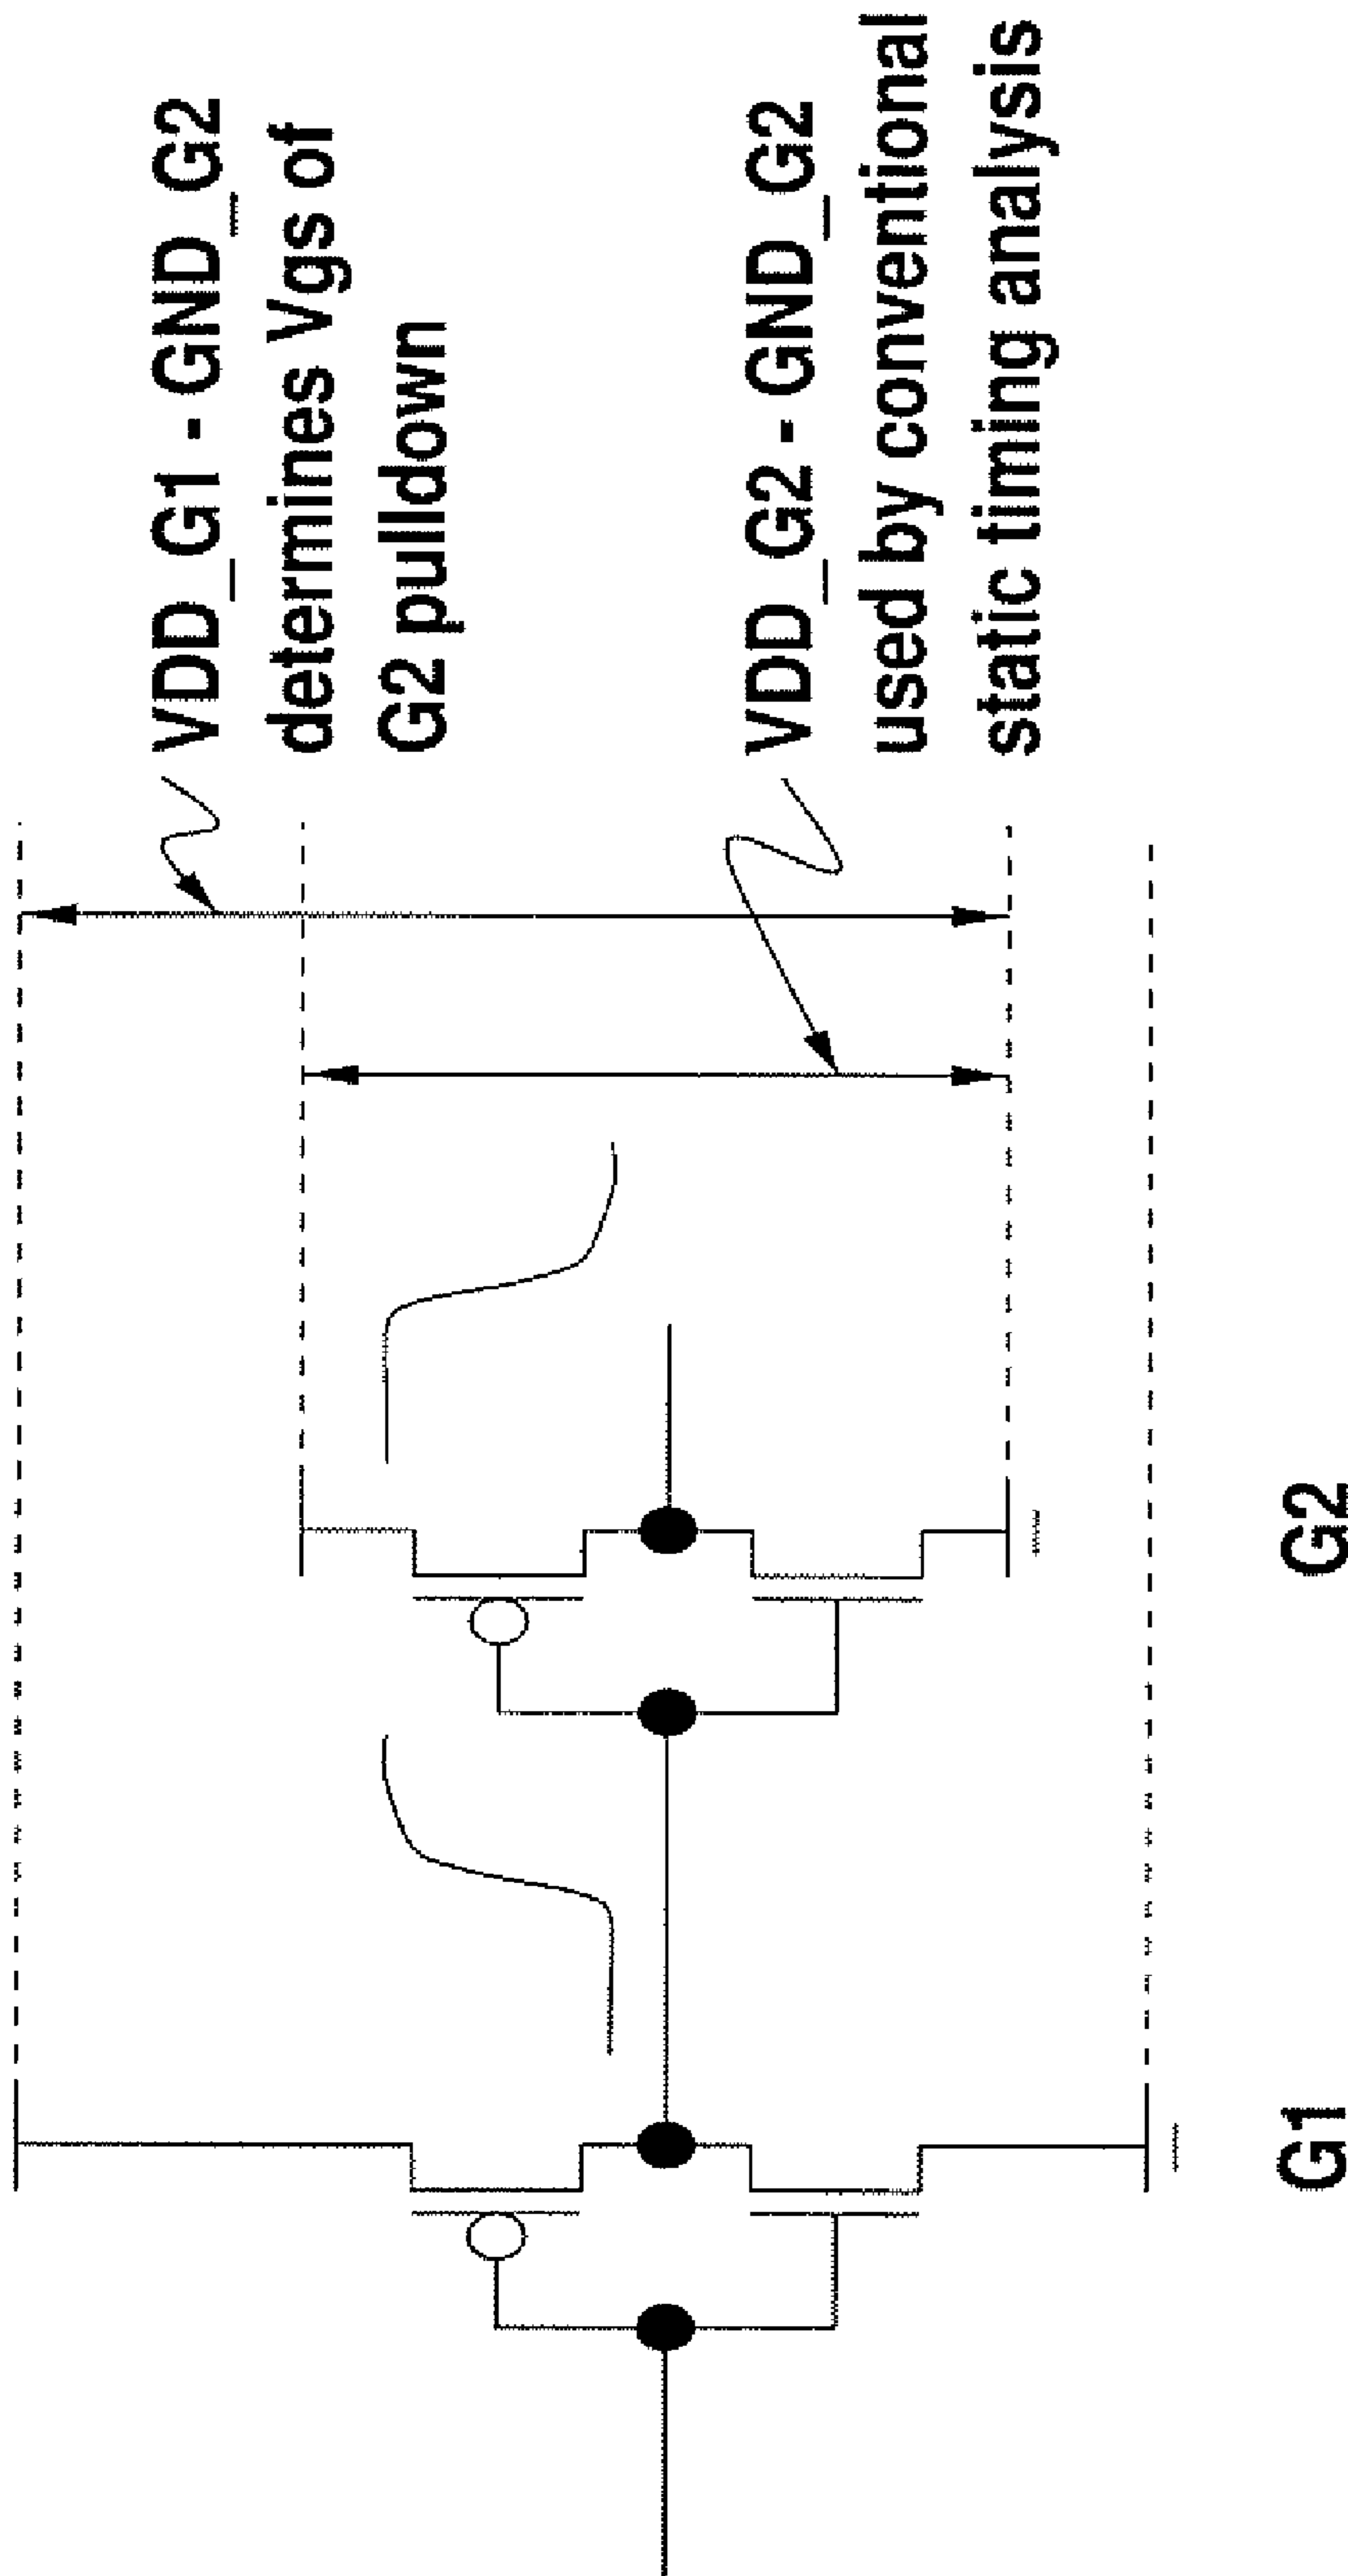 VDD_G1 - GND_G2
determines Vgs of
G2 pulldown
VDD_G2 - GND_G2
used by conventional
static timing analysis
G1
G2